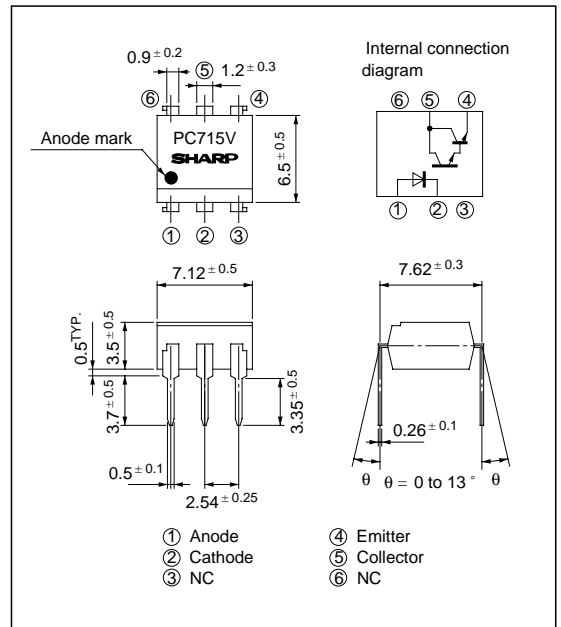 Internal connection
diagram
0.9 ± 0.2
⑤
1.2 ± 0.3
⑥
④
Anode mark
PC715V
SHARP
6.5 ± 0.5
① ② ③
⑥ ⑤ ④
① ② ③
7.12 ± 0.5
7.62 ± 0.3
0.5 TYP.
3.5 ± 0.5
3.7 ± 0.5
3.35 ± 0.5
0.5 ± 0.1
2.54 ± 0.25
0.26 ± 0.1
θ θ = 0 to 13 ° θ
① Anode
② Cathode
③ NC
④ Emitter
⑤ Collector
⑥ NC